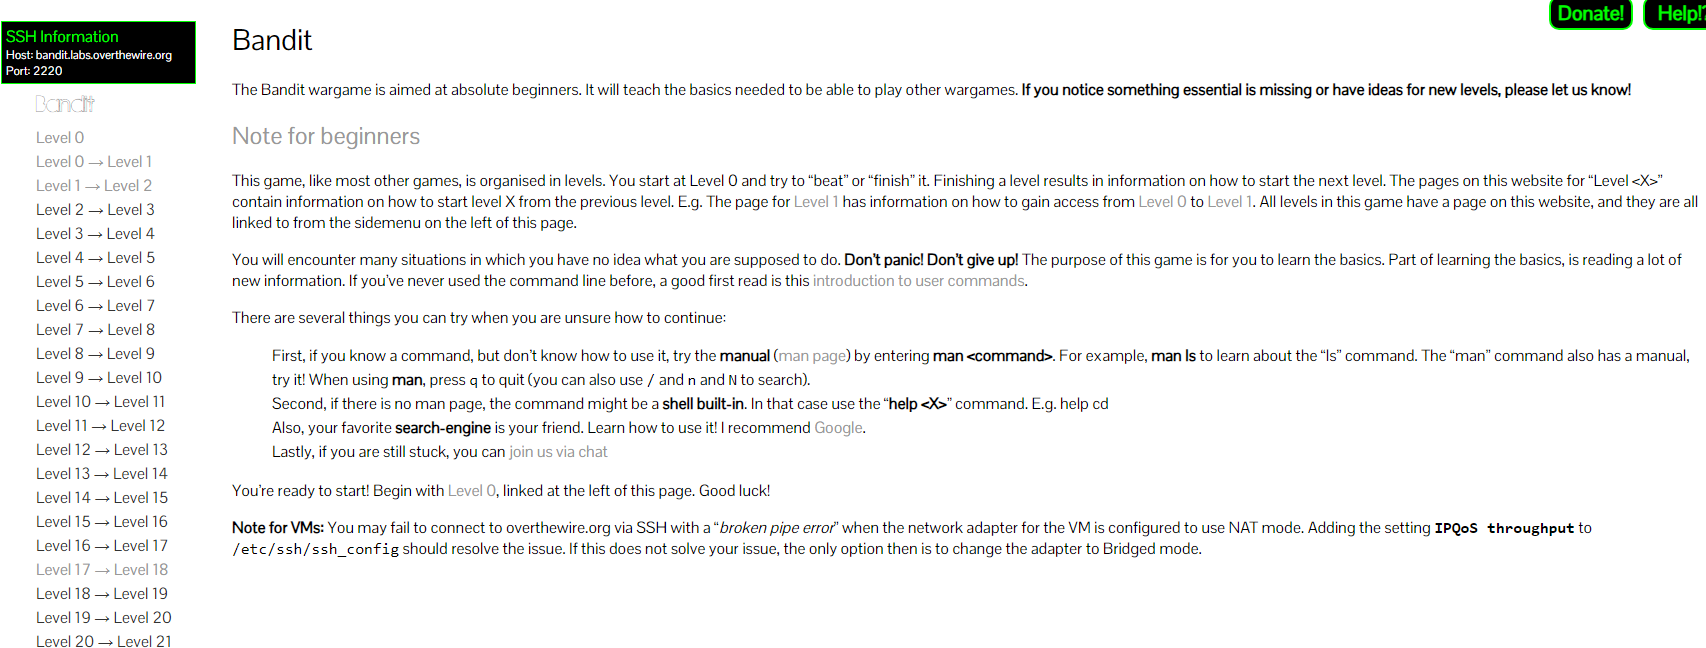 Donate!
Help!?
SSH Information
Host: bandit.labs.overthewire.org
Port: 2220
Bandit
Level 0
Level 0 → Level 1
Level 1 → Level 2
Level 2 → Level 3
Level 3 → Level 4
Level 4 → Level 5
Level 5 → Level 6
Level 6 → Level 7
Level 7 → Level 8
Level 8 → Level 9
Level 9 → Level 10
Level 10 → Level 11
Level 11 → Level 12
Level 12 → Level 13
Level 13 → Level 14
Level 14 → Level 15
Level 15 → Level 16
Level 16 → Level 17
Level 17 → Level 18
Level 18 → Level 19
Level 19 → Level 20
Level 20 → Level 21
Bandit
The Bandit wargame is aimed at absolute beginners. It will teach the basics needed to be able to play other wargames. If you notice something essential is missing or have ideas for new levels, please let us know!
Note for beginners
This game, like most other games, is organised in levels. You start at Level 0 and try to “beat” or “finish” it. Finishing a level results in information on how to start the next level. The pages on this website for “Level <X>”
contain information on how to start level X from the previous level. E.g. The page for Level 1 has information on how to gain access from Level 0 to Level 1. All levels in this game have a page on this website, and they are all
linked to from the sidemenu on the left of this page.
You will encounter many situations in which you have no idea what you are supposed to do. Don’t panic! Don’t give up! The purpose of this game is for you to learn the basics. Part of learning the basics, is reading a lot of
new information. If you’ve never used the command line before, a good first read is this introduction to user commands.
There are several things you can try when you are unsure how to continue:
First, if you know a command, but don’t know how to use it, try the manual (man page) by entering man <command>. For example, man ls to learn about the “ls” command. The “man” command also has a manual,
try it! When using man, press q to quit (you can also use / and n and N to search).
Second, if there is no man page, the command might be a shell built-in. In that case use the “help <X>” command. E.g. help cd
Also, your favorite search-engine is your friend. Learn how to use it! I recommend Google.
Lastly, if you are still stuck, you can join us via chat
You’re ready to start! Begin with Level 0, linked at the left of this page. Good luck!
Note for VMs: You may fail to connect to overthewire.org via SSH with a “broken pipe error” when the network adapter for the VM is configured to use NAT mode. Adding the setting IPQoS throughput to
/etc/ssh/ssh_config should resolve the issue. If this does not solve your issue, the only option then is to change the adapter to Bridged mode.